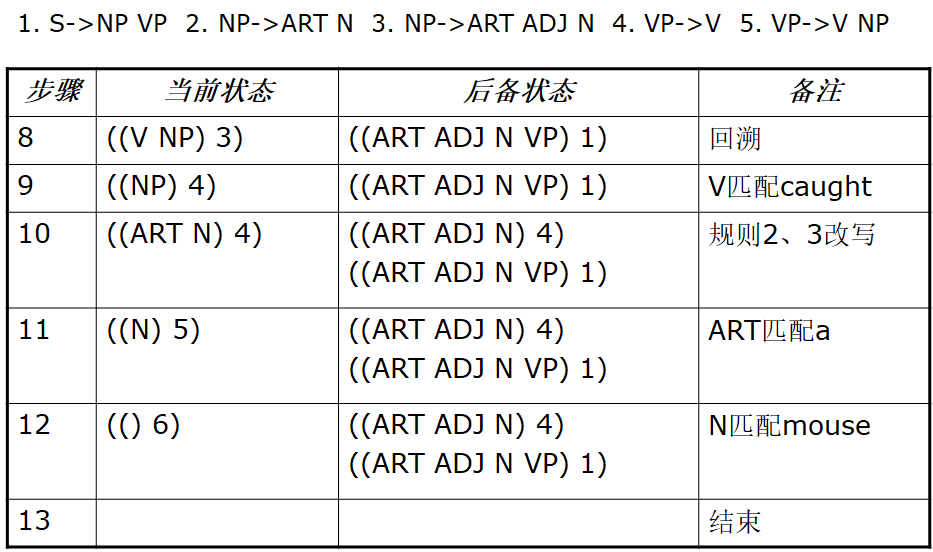 1. S->NP VP 2. NP->ART N 3. NP->ART ADJ N 4. VP->V 5. VP->V NP
步骤 当前状态 后备状态 备注
8 ((V NP) 3) ((ART ADJ N VP) 1) 回溯
9 ((NP) 4) ((ART ADJ N VP) 1) V匹配caught
10 ((ART N) 4) ((ART ADJ N) 4) 规则2、3改写
((ART ADJ N VP) 1)
11 ((N) 5) ((ART ADJ N) 4) ART匹配a
((ART ADJ N VP) 1)
12 (() 6) ((ART ADJ N) 4) N匹配mouse
((ART ADJ N VP) 1)
13 结束